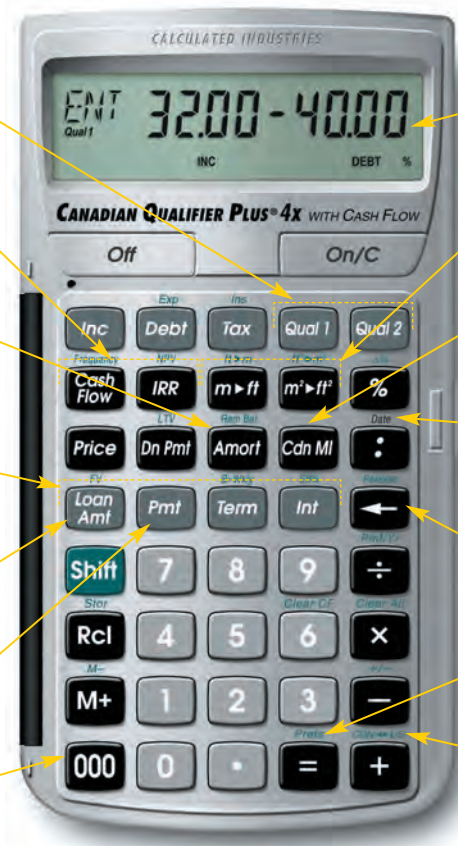 CALCULATED INDUSTRIES
ENT 32.00-40.00
Qual 1 INC DEBT %
CANADIAN QUALIFIER PLUS® 4X WITH CASH FLOW
Off On/C
Exp Ins
Inc Debt Tax Qual 1 Qual 2
Frequency NPV
Cash Flow IRR m▸ft m²▸ft² %
LTV Rem Bal Date
Price Dn Pmt Amort Cdn MI :
FV
Loan Amt Pmt Term Int ←
Shift 7 8 9 ÷
Stor Clear CF Clear All
Rcl 4 5 6 ×
M– +/–
M+ 1 2 3 –
Prefs
000 0 • = +